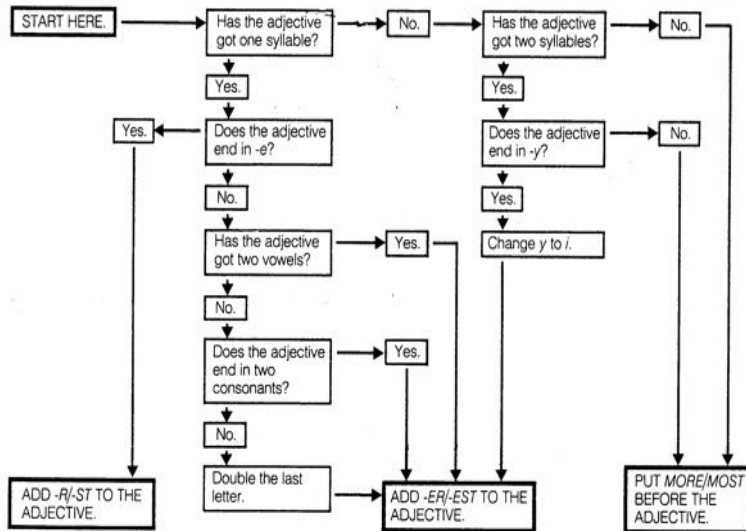 START HERE.
Has the adjective
got one syllable?
No.
Has the adjective
got two syllables?
No.
Yes.
Yes.
Yes.
Does the adjective
end in -e?
Does the adjective
end in -y?
No.
No.
Yes.
Has the adjective
got two vowels?
Yes.
Change y to i.
No.
Does the adjective
end in two
consonants?
Yes.
No.
Double the last
letter.
ADD -R/-ST TO THE
ADJECTIVE.
ADD -ER/-EST TO THE
ADJECTIVE.
PUT MORE/MOST
BEFORE THE
ADJECTIVE.